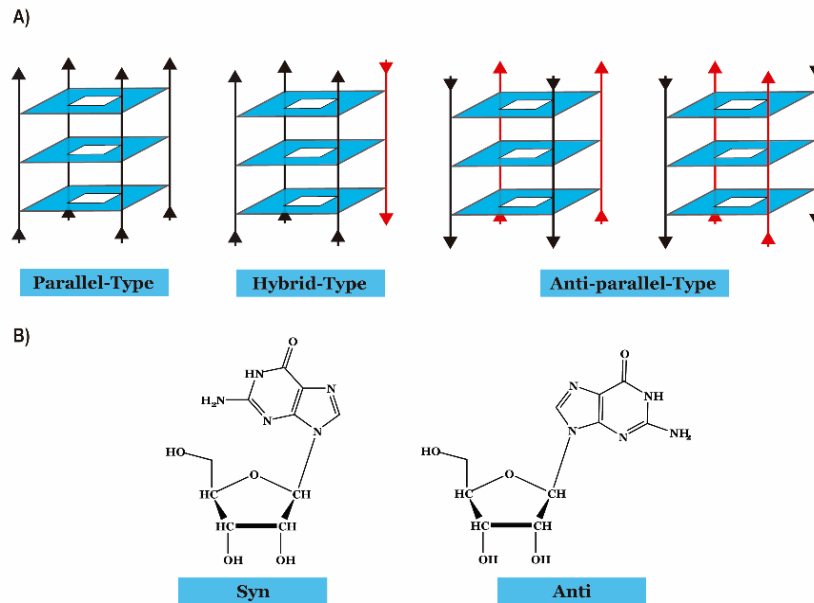 A)
Parallel-Type
Hybrid-Type
Anti-parallel-Type
B)
O
HN
N
H₂N
N
N
HO
O
HC
CH
HC
CH
OH
OH
Syn
O
N
NH
N
N
NH₂
HO
O
HC
CH
HC
CH
OH
OH
Anti